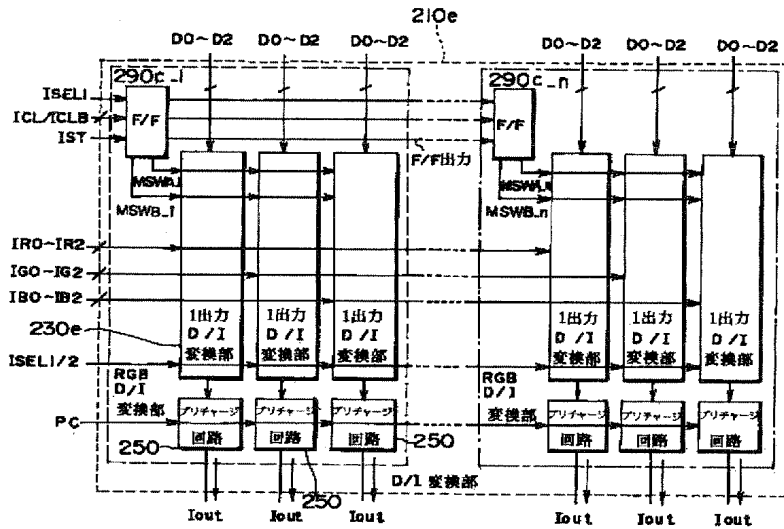 210e
D0~D2 D0~D2 D0~D2 D0~D2 D0~D2 D0~D2
290c_1 290c_n
ISEL1
ICL/ICLB
IST
F/F F/F
F/F出力
MSWA_1 MSWA_n
MSWB_1 MSWB_n
IR0~IR2
IG0~IG2
IB0~IB2
1出力 D/I 変換部 1出力 D/I 変換部 1出力 D/I 変換部 1出力 D/I 変換部 1出力 D/I 変換部 1出力 D/I 変換部
230e
ISEL1/2
RGB D/I 変換部 RGB D/I 変換部
PC
プリチャージ回路 プリチャージ回路 プリチャージ回路 プリチャージ回路 プリチャージ回路 プリチャージ回路
250 250 250
D/I 変換部
Iout Iout Iout Iout Iout Iout